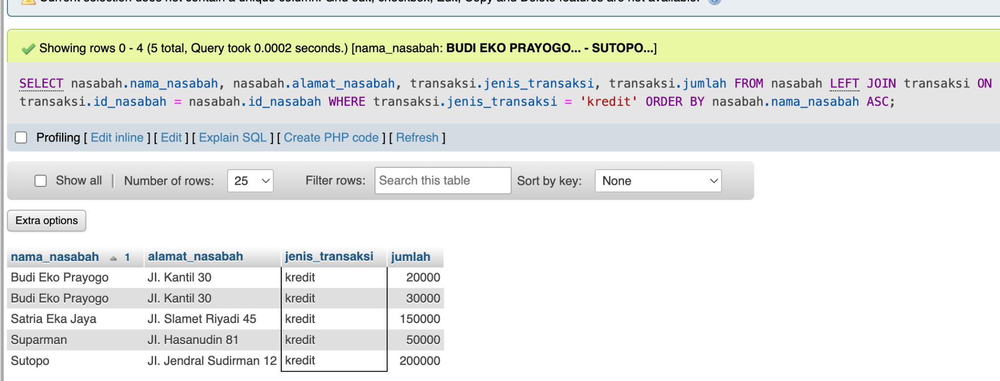 Current selection does not contain a unique column. Grid edit, checkbox, Edit, Copy and Delete features are not available.
Showing rows 0 - 4 (5 total, Query took 0.0002 seconds.) [nama_nasabah: BUDI EKO PRAYOGO... - SUTOPO...]
SELECT nasabah.nama_nasabah, nasabah.alamat_nasabah, transaksi.jenis_transaksi, transaksi.jumlah FROM nasabah LEFT JOIN transaksi ON
transaksi.id_nasabah = nasabah.id_nasabah WHERE transaksi.jenis_transaksi = 'kredit' ORDER BY nasabah.nama_nasabah ASC;
Profiling [ Edit inline ] [ Edit ] [ Explain SQL ] [ Create PHP code ] [ Refresh ]
Show all | Number of rows: 25 Filter rows: Search this table Sort by key: None
Extra options
nama_nasabah 1 alamat_nasabah jenis_transaksi jumlah
Budi Eko Prayogo Jl. Kantil 30 kredit 20000
Budi Eko Prayogo Jl. Kantil 30 kredit 30000
Satria Eka Jaya Jl. Slamet Riyadi 45 kredit 150000
Suparman Jl. Hasanudin 81 kredit 50000
Sutopo Jl. Jendral Sudirman 12 kredit 200000